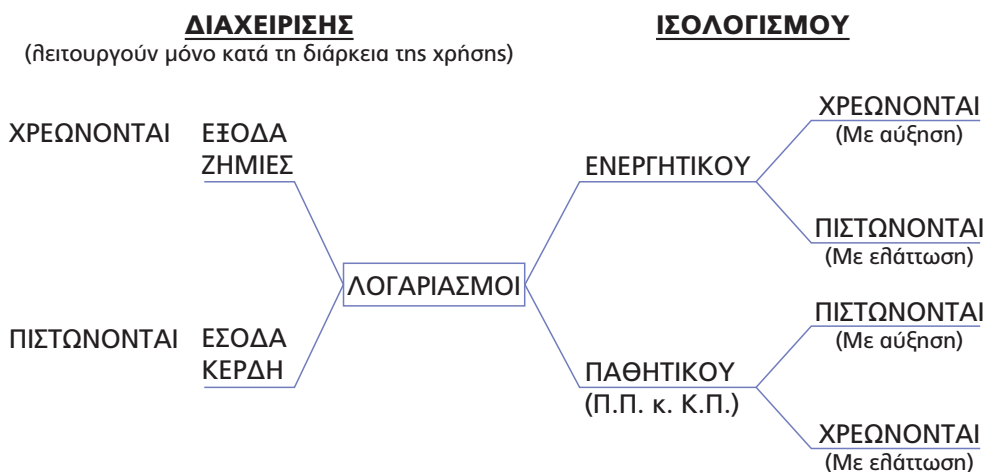 ΔΙΑΧΕΙΡΙΣΗΣ
(λειτουργούν μόνο κατά τη διάρκεια της χρήσης)
ΧΡΕΩΝΟΝΤΑΙ ΕΞΟΔΑ
ΖΗΜΙΕΣ
ΠΙΣΤΩΝΟΝΤΑΙ ΕΣΟΔΑ
ΚΕΡΔΗ
ΛΟΓΑΡΙΑΣΜΟΙ
ΙΣΟΛΟΓΙΣΜΟΥ
ΕΝΕΡΓΗΤΙΚΟΥ
ΧΡΕΩΝΟΝΤΑΙ
(Με αύξηση)
ΠΙΣΤΩΝΟΝΤΑΙ
(Με ελάττωση)
ΠΑΘΗΤΙΚΟΥ
(Π.Π. κ. Κ.Π.)
ΠΙΣΤΩΝΟΝΤΑΙ
(Με αύξηση)
ΧΡΕΩΝΟΝΤΑΙ
(Με ελάττωση)